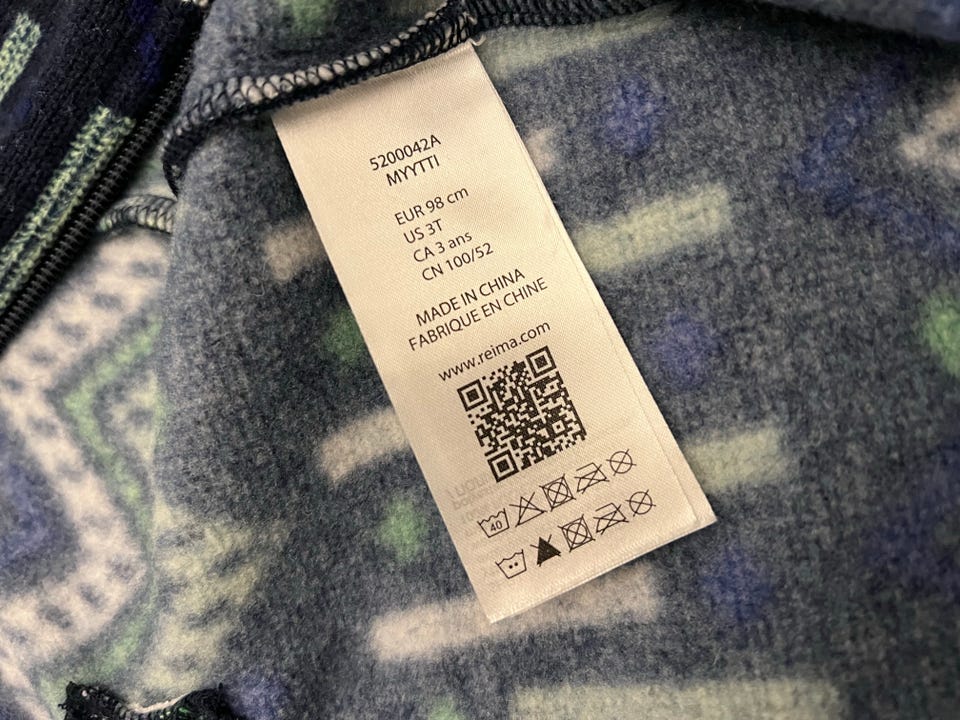 5200042A
MYYTTI
EUR 98 cm
US 3T
CA 3 ans
CN 100/52
MADE IN CHINA
FABRIQUE EN CHINE
www.reima.com
40